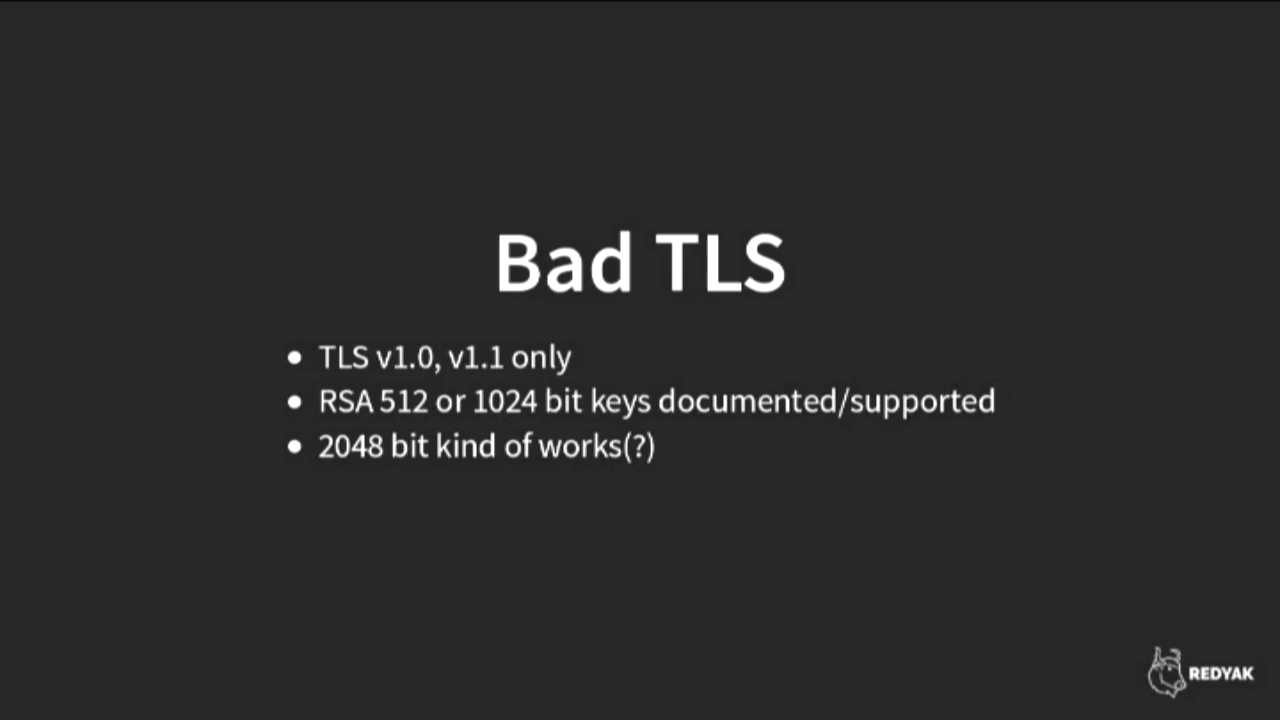 Bad TLS
• TLS v1.0, v1.1 only
• RSA 512 or 1024 bit keys documented/supported
• 2048 bit kind of works(?)
REDYAK